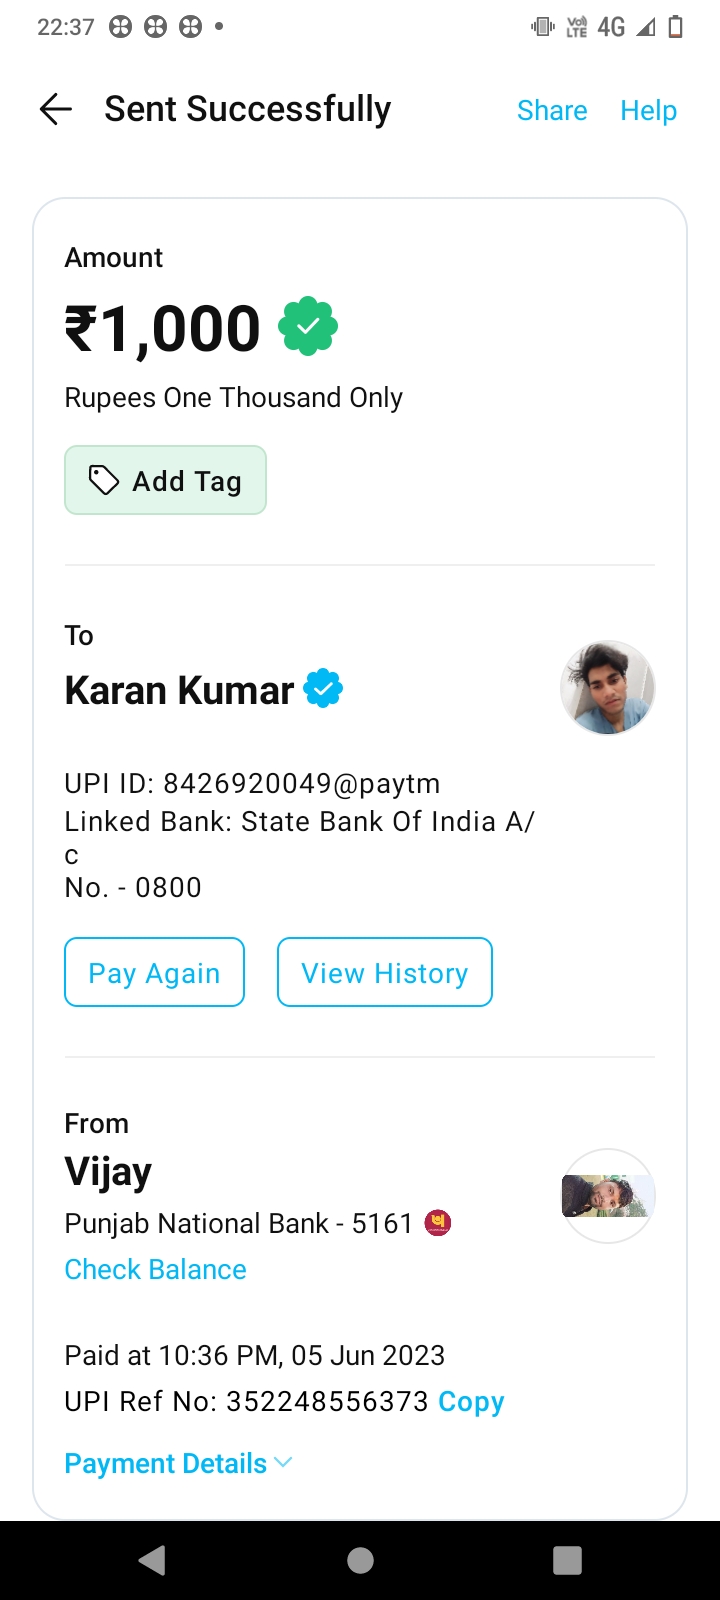 22:37
Vo) LTE 4G
Sent Successfully Share Help
Amount
₹1,000
Rupees One Thousand Only
Add Tag
To
Karan Kumar
UPI ID: 8426920049@paytm
Linked Bank: State Bank Of India A/
c
No. - 0800
Pay Again View History
From
Vijay
Punjab National Bank - 5161
Check Balance
Paid at 10:36 PM, 05 Jun 2023
UPI Ref No: 352248556373 Copy
Payment Details